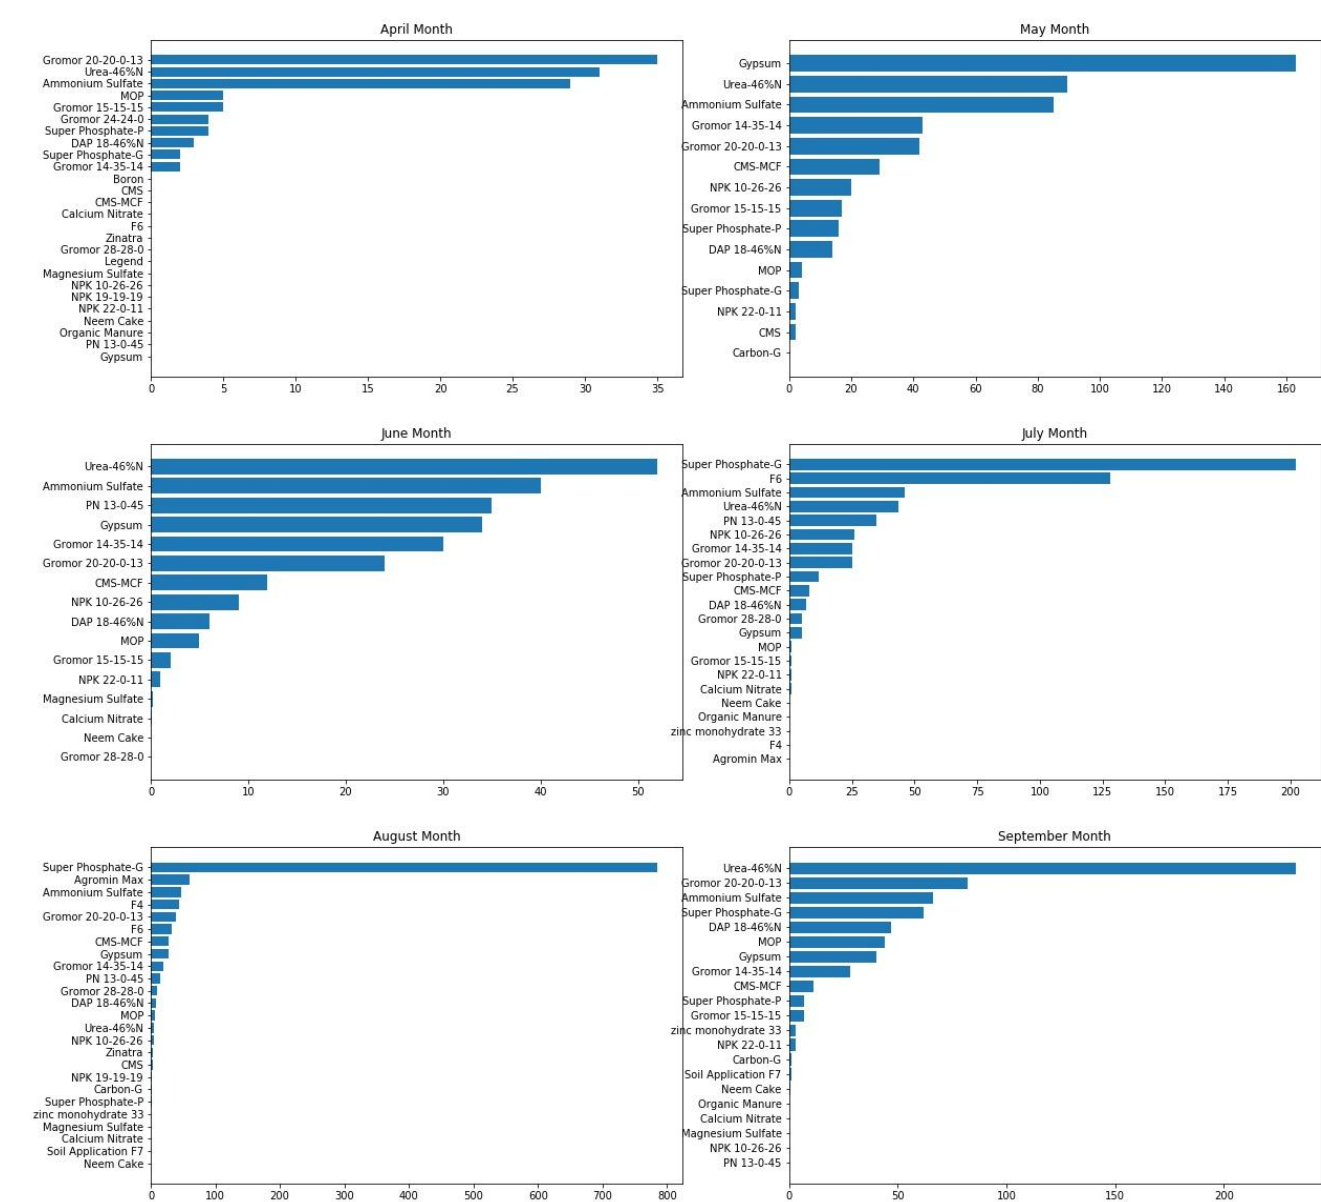 April Month
Gromor 20-20-0-13
Urea-46%N
Ammonium Sulfate
MOP
Gromor 15-15-15
Gromor 24-24-0
Super Phosphate-P
DAP 18-46%N
Super Phosphate-G
Gromor 14-35-14
Boron
CMS
CMS-MCF
Calcium Nitrate
F6
Zinatra
Gromor 28-28-0
Legend
Magnesium Sulfate
NPK 10-26-26
NPK 19-19-19
NPK 22-0-11
Neem Cake
Organic Manure
PN 13-0-45
Gypsum
0 5 10 15 20 25 30 35
May Month
Gypsum
Urea-46%N
Ammonium Sulfate
Gromor 14-35-14
Gromor 20-20-0-13
CMS-MCF
NPK 10-26-26
Gromor 15-15-15
Super Phosphate-P
DAP 18-46%N
MOP
Super Phosphate-G
NPK 22-0-11
CMS
Carbon-G
0 20 40 60 80 100 120 140 160
June Month
Urea-46%N
Ammonium Sulfate
PN 13-0-45
Gypsum
Gromor 14-35-14
Gromor 20-20-0-13
CMS-MCF
NPK 10-26-26
DAP 18-46%N
MOP
Gromor 15-15-15
NPK 22-0-11
Magnesium Sulfate
Calcium Nitrate
Neem Cake
Gromor 28-28-0
0 10 20 30 40 50
July Month
Super Phosphate-G
F6
Ammonium Sulfate
Urea-46%N
PN 13-0-45
NPK 10-26-26
Gromor 14-35-14
Gromor 20-20-0-13
Super Phosphate-P
CMS-MCF
DAP 18-46%N
Gromor 28-28-0
Gypsum
MOP
Gromor 15-15-15
NPK 22-0-11
Calcium Nitrate
Neem Cake
Organic Manure
zinc monohydrate 33
F4
Agromin Max
0 25 50 75 100 125 150 175 200
August Month
Super Phosphate-G
Agromin Max
Ammonium Sulfate
F4
Gromor 20-20-0-13
F6
CMS-MCF
Gypsum
Gromor 14-35-14
PN 13-0-45
Gromor 28-28-0
DAP 18-46%N
MOP
Urea-46%N
NPK 10-26-26
Zinatra
CMS
NPK 19-19-19
Carbon-G
Super Phosphate-P
zinc monohydrate 33
Magnesium Sulfate
Calcium Nitrate
Soil Application F7
Neem Cake
0 100 200 300 400 500 600 700 800
September Month
Urea-46%N
Gromor 20-20-0-13
Ammonium Sulfate
Super Phosphate-G
DAP 18-46%N
MOP
Gypsum
Gromor 14-35-14
CMS-MCF
Super Phosphate-P
Gromor 15-15-15
zinc monohydrate 33
NPK 22-0-11
Carbon-G
Soil Application F7
Neem Cake
Organic Manure
Calcium Nitrate
Magnesium Sulfate
NPK 10-26-26
PN 13-0-45
0 50 100 150 200